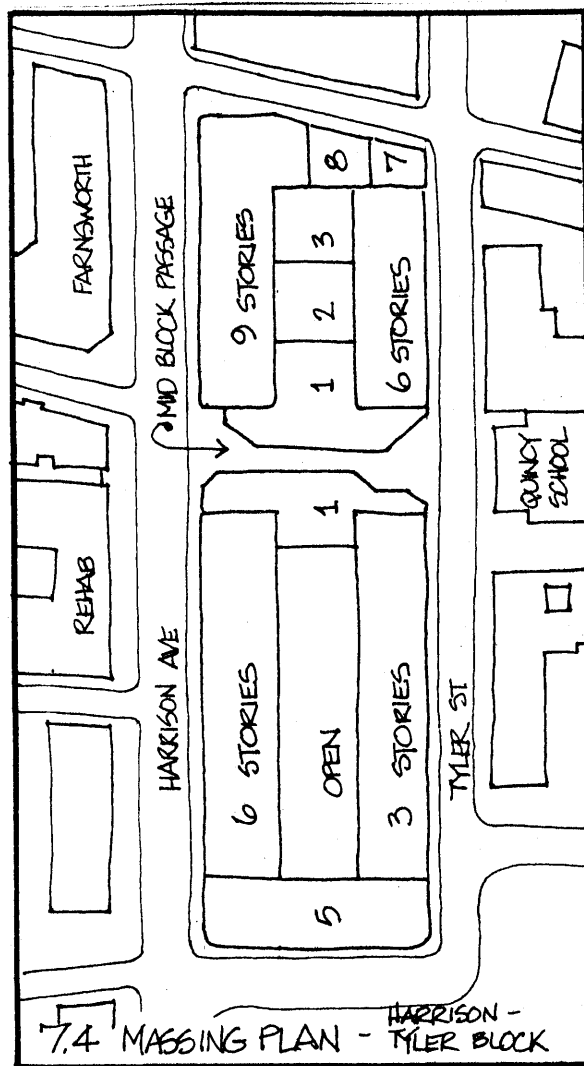 FARNSWORTH
8
7
MID BLOCK PASSAGE
9 STORIES
3
2
1
6 STORIES
QUINCY
SCHOOL
REHAB
1
HARRISON AVE
6 STORIES
OPEN
3 STORIES
TYLER ST
5
7.4 MASSING PLAN - HARRISON -
TYLER BLOCK